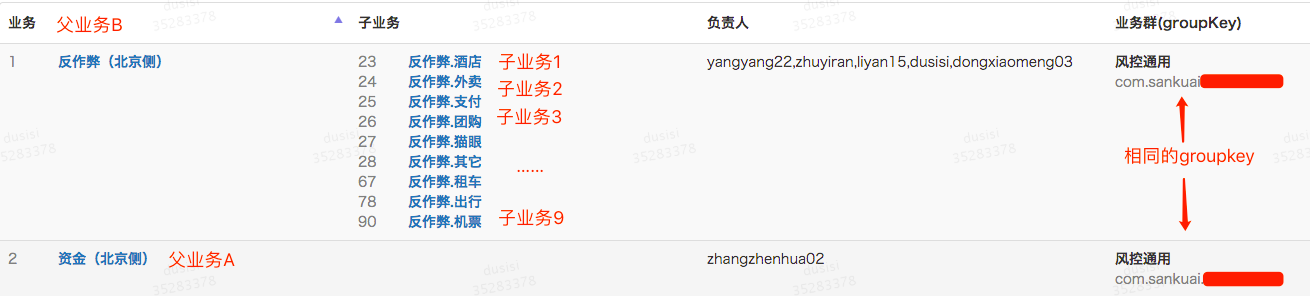 业务 父业务B 子业务 负责人 业务群(groupKey)
1 反作弊（北京侧） 23 反作弊.酒店 子业务1 yangyang22,zhuyiran,liyan15,dusisi,dongxiaomeng03 风控通用
24 反作弊.外卖 子业务2 com.sankuai
25 反作弊.支付
26 反作弊.团购 子业务3
27 反作弊.猫眼
28 反作弊.其它 相同的groupkey
67 反作弊.租车 ......
78 反作弊.出行
90 反作弊.机票 子业务9
2 资金（北京侧） 父业务A zhangzhenhua02 风控通用
com.sankuai.
dusisi
35283378